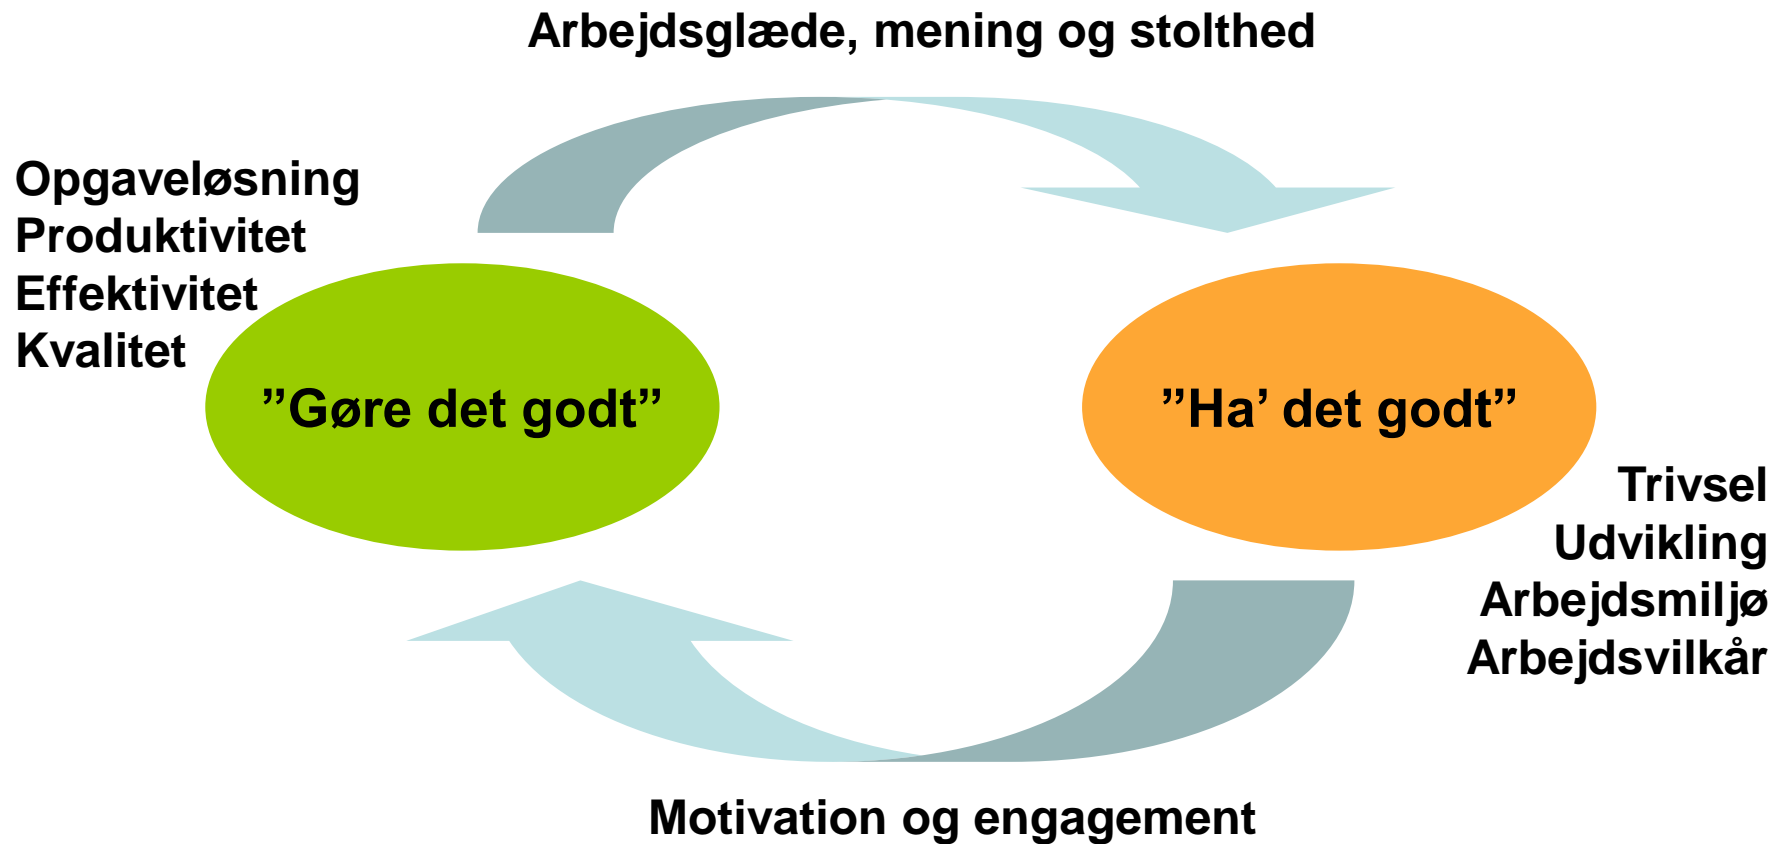 Arbejdsglæde, mening og stolthed
Opgaveløsning
Produktivitet
Effektivitet
Kvalitet
”Gøre det godt”
”Ha’ det godt”
Trivsel
Udvikling
Arbejdsmiljø
Arbejdsvilkår
Motivation og engagement